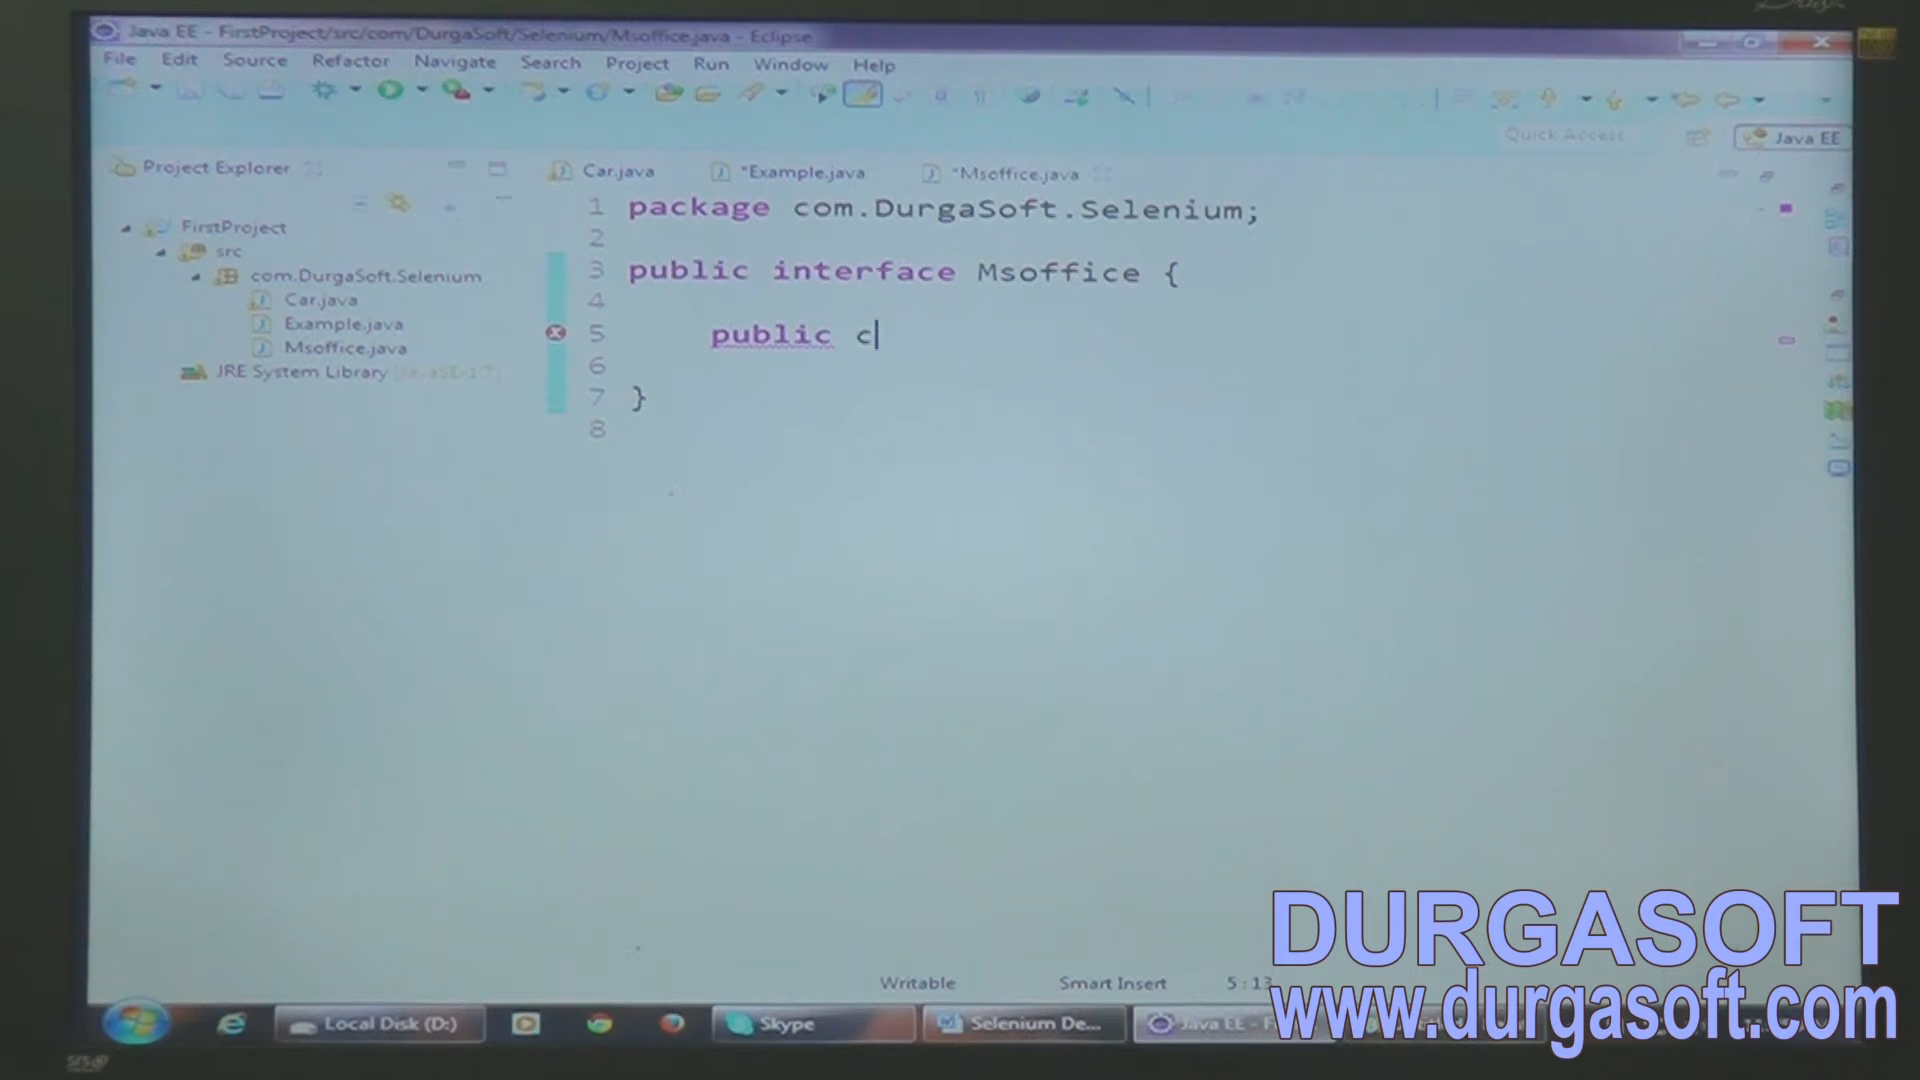 Java EE - FirstProject/src/com/DurgaSoft/Selenium/Msoffice.java - Eclipse
File Edit Source Refactor Navigate Search Project Run Window Help
Quick Access
Java EE
Project Explorer
Car.java *Example.java *Msoffice.java
FirstProject
src
com.DurgaSoft.Selenium
Car.java
Example.java
Msoffice.java
JRE System Library [JavaSE-1.7]
1 package com.DurgaSoft.Selenium;
2
3 public interface Msoffice {
4
5 public c
6
7 }
8
Writable Smart Insert 5 : 13
DURGASOFT
www.durgasoft.com
Local Disk (D:) Skype Selenium De... Java EE - F